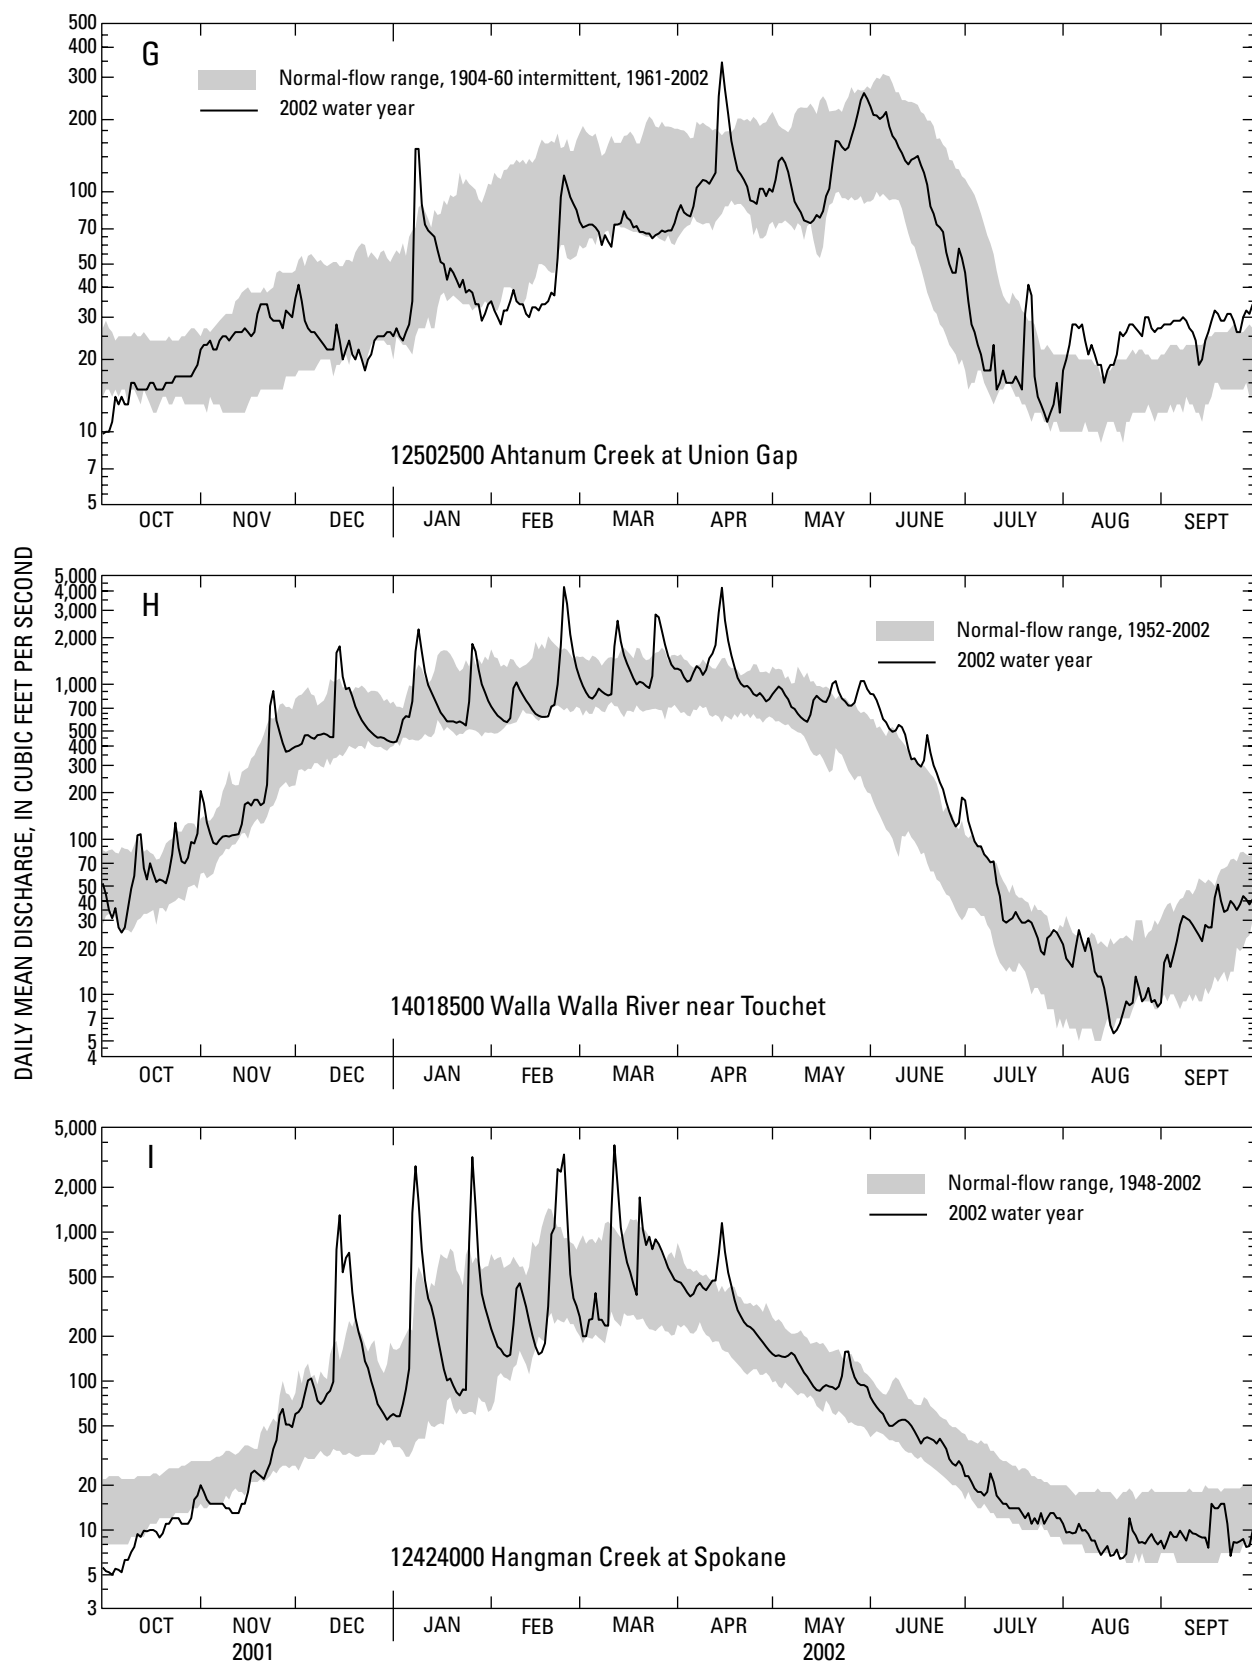 DAILY MEAN DISCHARGE, IN CUBIC FEET PER SECOND
G
Normal-flow range, 1904-60 intermittent, 1961-2002
2002 water year
500
400
300
200
100
70
50
40
30
20
10
7
5
12502500 Ahtanum Creek at Union Gap
OCT NOV DEC JAN FEB MAR APR MAY JUNE JULY AUG SEPT
H
Normal-flow range, 1952-2002
2002 water year
5,000
4,000
3,000
2,000
1,000
700
500
400
300
200
100
70
50
40
30
20
10
7
5
4
14018500 Walla Walla River near Touchet
OCT NOV DEC JAN FEB MAR APR MAY JUNE JULY AUG SEPT
I
Normal-flow range, 1948-2002
2002 water year
5,000
2,000
1,000
500
200
100
50
20
10
5
3
12424000 Hangman Creek at Spokane
OCT NOV DEC JAN FEB MAR APR MAY JUNE JULY AUG SEPT
2001 2002